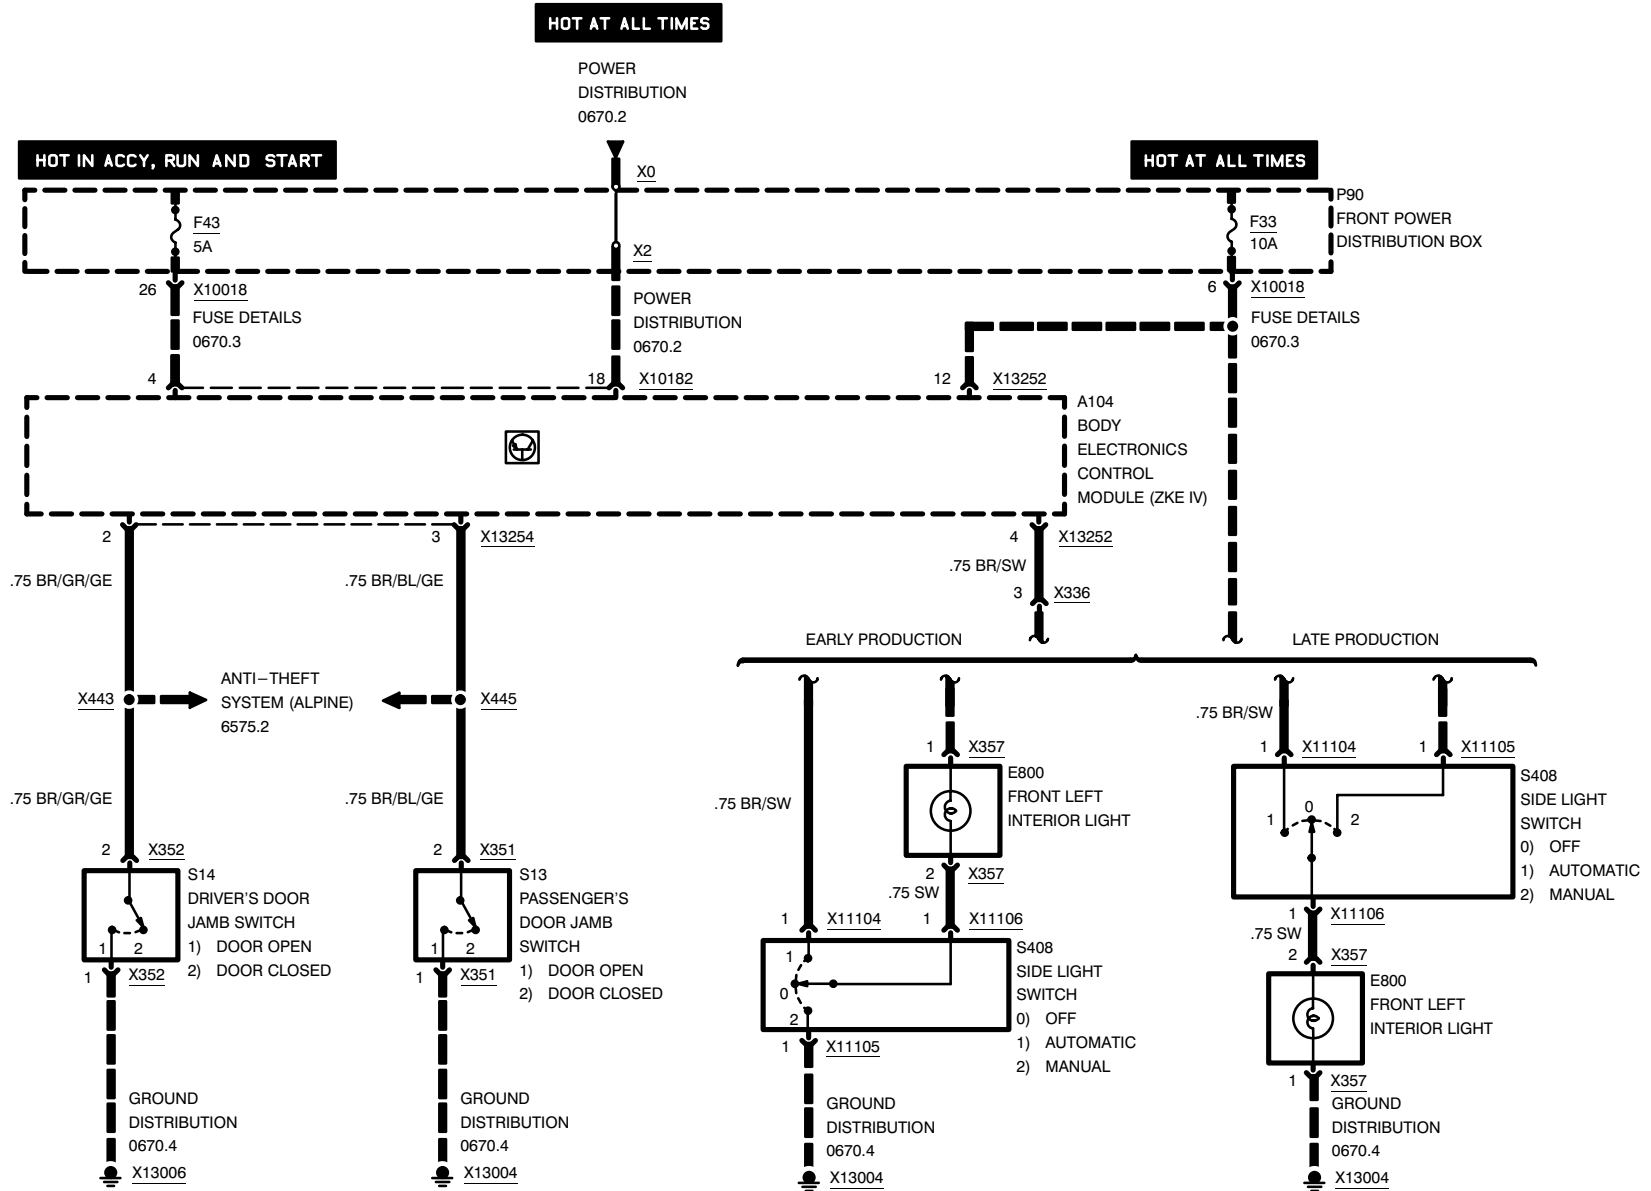 HOT AT ALL TIMES
POWER
DISTRIBUTION
0670.2
HOT IN ACCY, RUN AND START
HOT AT ALL TIMES
X0
P90
FRONT POWER
DISTRIBUTION BOX
F43
5A
F33
10A
X2
26
X10018
FUSE DETAILS
0670.3
POWER
DISTRIBUTION
0670.2
6
X10018
FUSE DETAILS
0670.3
4
18
X10182
12
X13252
A104
BODY
ELECTRONICS
CONTROL
MODULE (ZKE IV)
2
3
X13254
4
X13252
.75 BR/GR/GE
.75 BR/BL/GE
.75 BR/SW
3
X336
EARLY PRODUCTION
LATE PRODUCTION
X443
ANTI–THEFT
SYSTEM (ALPINE)
6575.2
X445
.75 BR/SW
1
X357
1
X11104
1
X11105
.75 BR/GR/GE
.75 BR/BL/GE
.75 BR/SW
E800
FRONT LEFT
INTERIOR LIGHT
1
0
2
S408
SIDE LIGHT
SWITCH
0) OFF
1) AUTOMATIC
2) MANUAL
2
X352
2
X351
2
X357
.75 SW
S14
DRIVER'S DOOR
JAMB SWITCH
1) DOOR OPEN
2) DOOR CLOSED
1
2
S13
PASSENGER'S
DOOR JAMB
SWITCH
1) DOOR OPEN
2) DOOR CLOSED
1
2
1
X11104
1
X11106
1
X11106
.75 SW
2
X357
1
0
2
S408
SIDE LIGHT
SWITCH
0) OFF
1) AUTOMATIC
2) MANUAL
E800
FRONT LEFT
INTERIOR LIGHT
1
X352
1
X351
1
X11105
1
X357
GROUND
DISTRIBUTION
0670.4
X13006
GROUND
DISTRIBUTION
0670.4
X13004
GROUND
DISTRIBUTION
0670.4
X13004
GROUND
DISTRIBUTION
0670.4
X13004